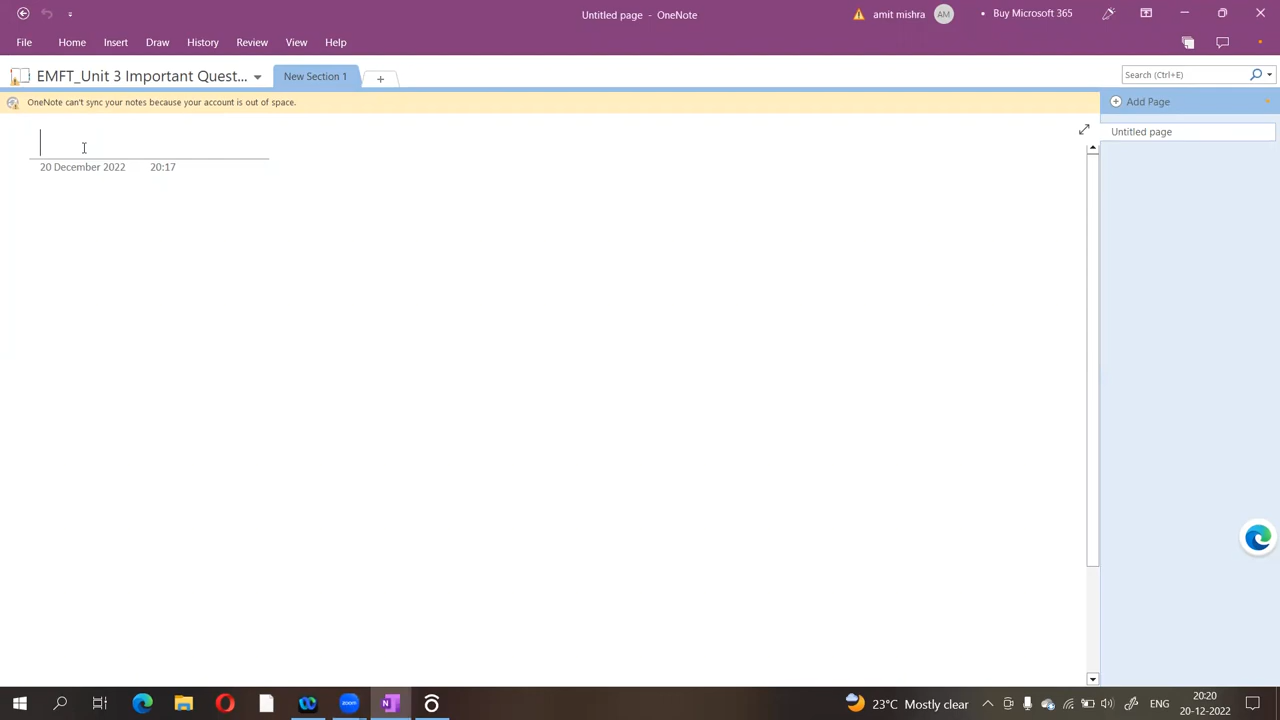 Untitled page - OneNote
amit mishra
AM
Buy Microsoft 365
File
Home
Insert
Draw
History
Review
View
Help
EMFT_Unit 3 Important Quest...
New Section 1
Search (Ctrl+E)
OneNote can't sync your notes because your account is out of space.
Add Page
Untitled page
20 December 2022 20:17
zoom
N
23°C Mostly clear
ENG
20:20
20-12-2022